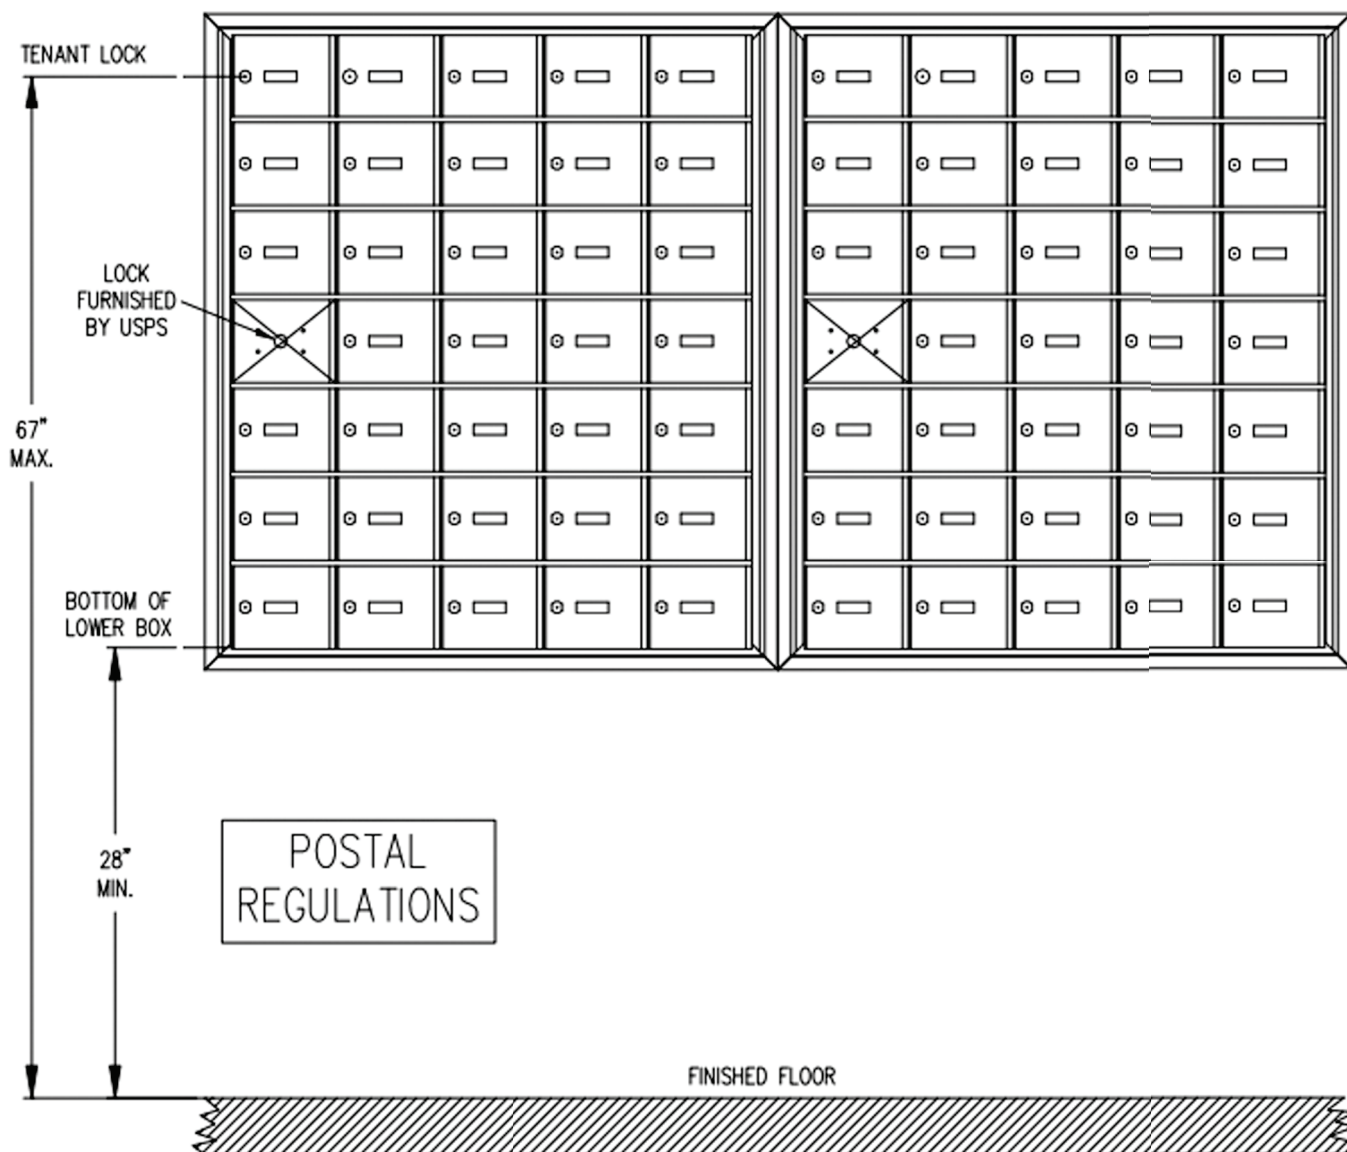 TENANT LOCK
LOCK
FURNISHED
BY USPS
67"
MAX.
BOTTOM OF
LOWER BOX
28"
MIN.
POSTAL
REGULATIONS
FINISHED FLOOR